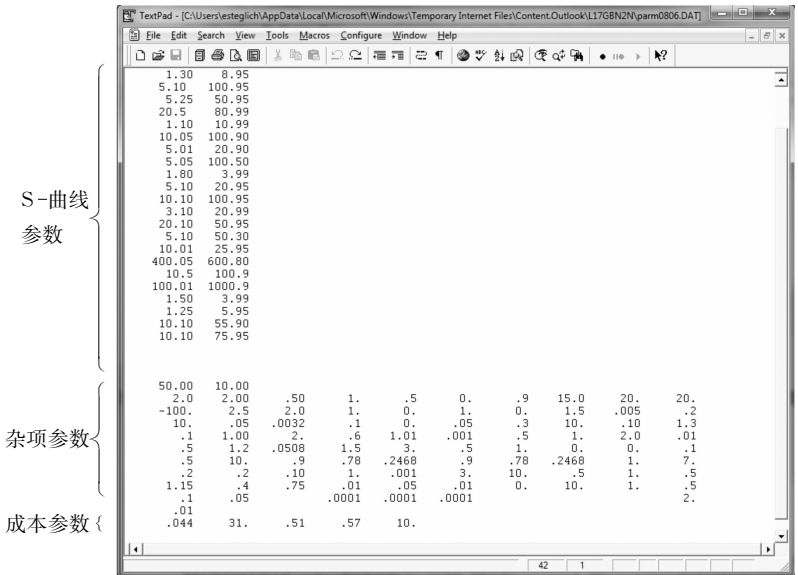 TextPad - [C:\Users\esteglich\AppData\Local\Microsoft\Windows\Temporary Internet Files\Content.Outlook\L17GBN2N\parm0806.DAT]
File Edit Search View Tools Macros Configure Window Help
1.30 8.95
5.10 100.95
5.25 50.95
20.5 80.99
1.10 10.99
10.05 100.90
5.01 20.90
5.05 100.50
1.80 3.99
5.10 20.95
10.10 100.95
3.10 20.99
20.10 50.95
5.10 50.30
10.01 25.95
400.05 600.80
10.5 100.9
100.01 1000.9
1.50 3.99
1.25 5.95
10.10 55.90
10.10 75.95
S-曲线
参数
50.00 10.00
2.0 2.00 .50 1. .5 0. .9 15.0 20. 20.
-100. 2.5 2.0 1. 0. 1. 0. 1.5 .005 .2
10. .05 .0032 .1 0. .05 .3 10. .10 1.3
.1 1.00 2. .6 1.01 .001 .5 1. 2.0 .01
.5 1.2 .0508 1.5 3. .5 1. 0. 0. .1
.5 10. .9 .78 .2468 .9 .78 .2468 1. 7.
.2 .2 .10 1. .001 3. 10. .5 1. .5
1.15 .4 .75 .01 .05 .01 0. 10. 1. .5
.1 .05 .0001 .0001 .0001 2.
.01
杂项参数
.044 31. .51 .57 10.
成本参数
42 1